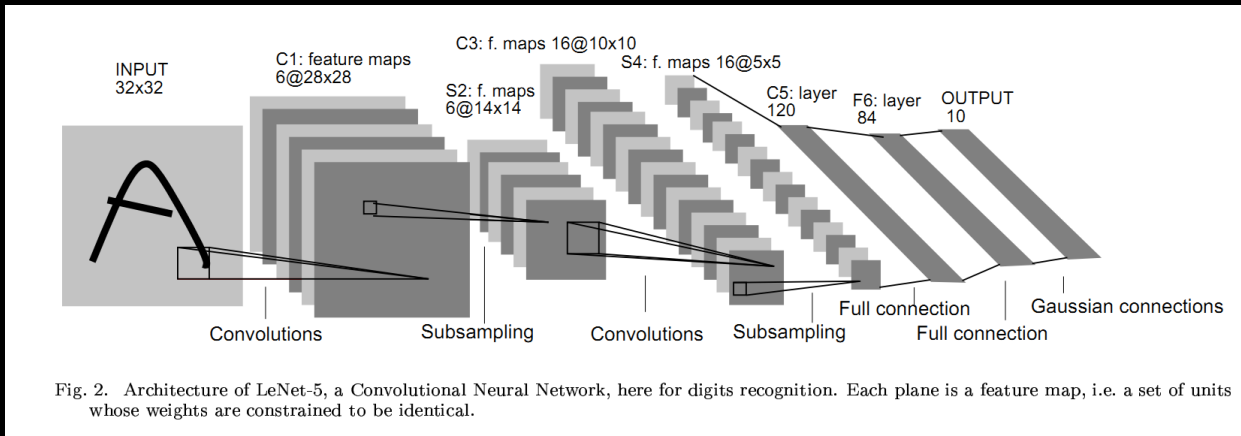 INPUT
32x32
C1: feature maps
6@28x28
S2: f. maps
6@14x14
C3: f. maps 16@10x10
S4: f. maps 16@5x5
C5: layer
120
F6: layer
84
OUTPUT
10
Convolutions
Subsampling
Convolutions
Subsampling
Full connection
Full connection
Gaussian connections
A
Fig. 2. Architecture of LeNet-5, a Convolutional Neural Network, here for digits recognition. Each plane is a feature map, i.e. a set of units
whose weights are constrained to be identical.